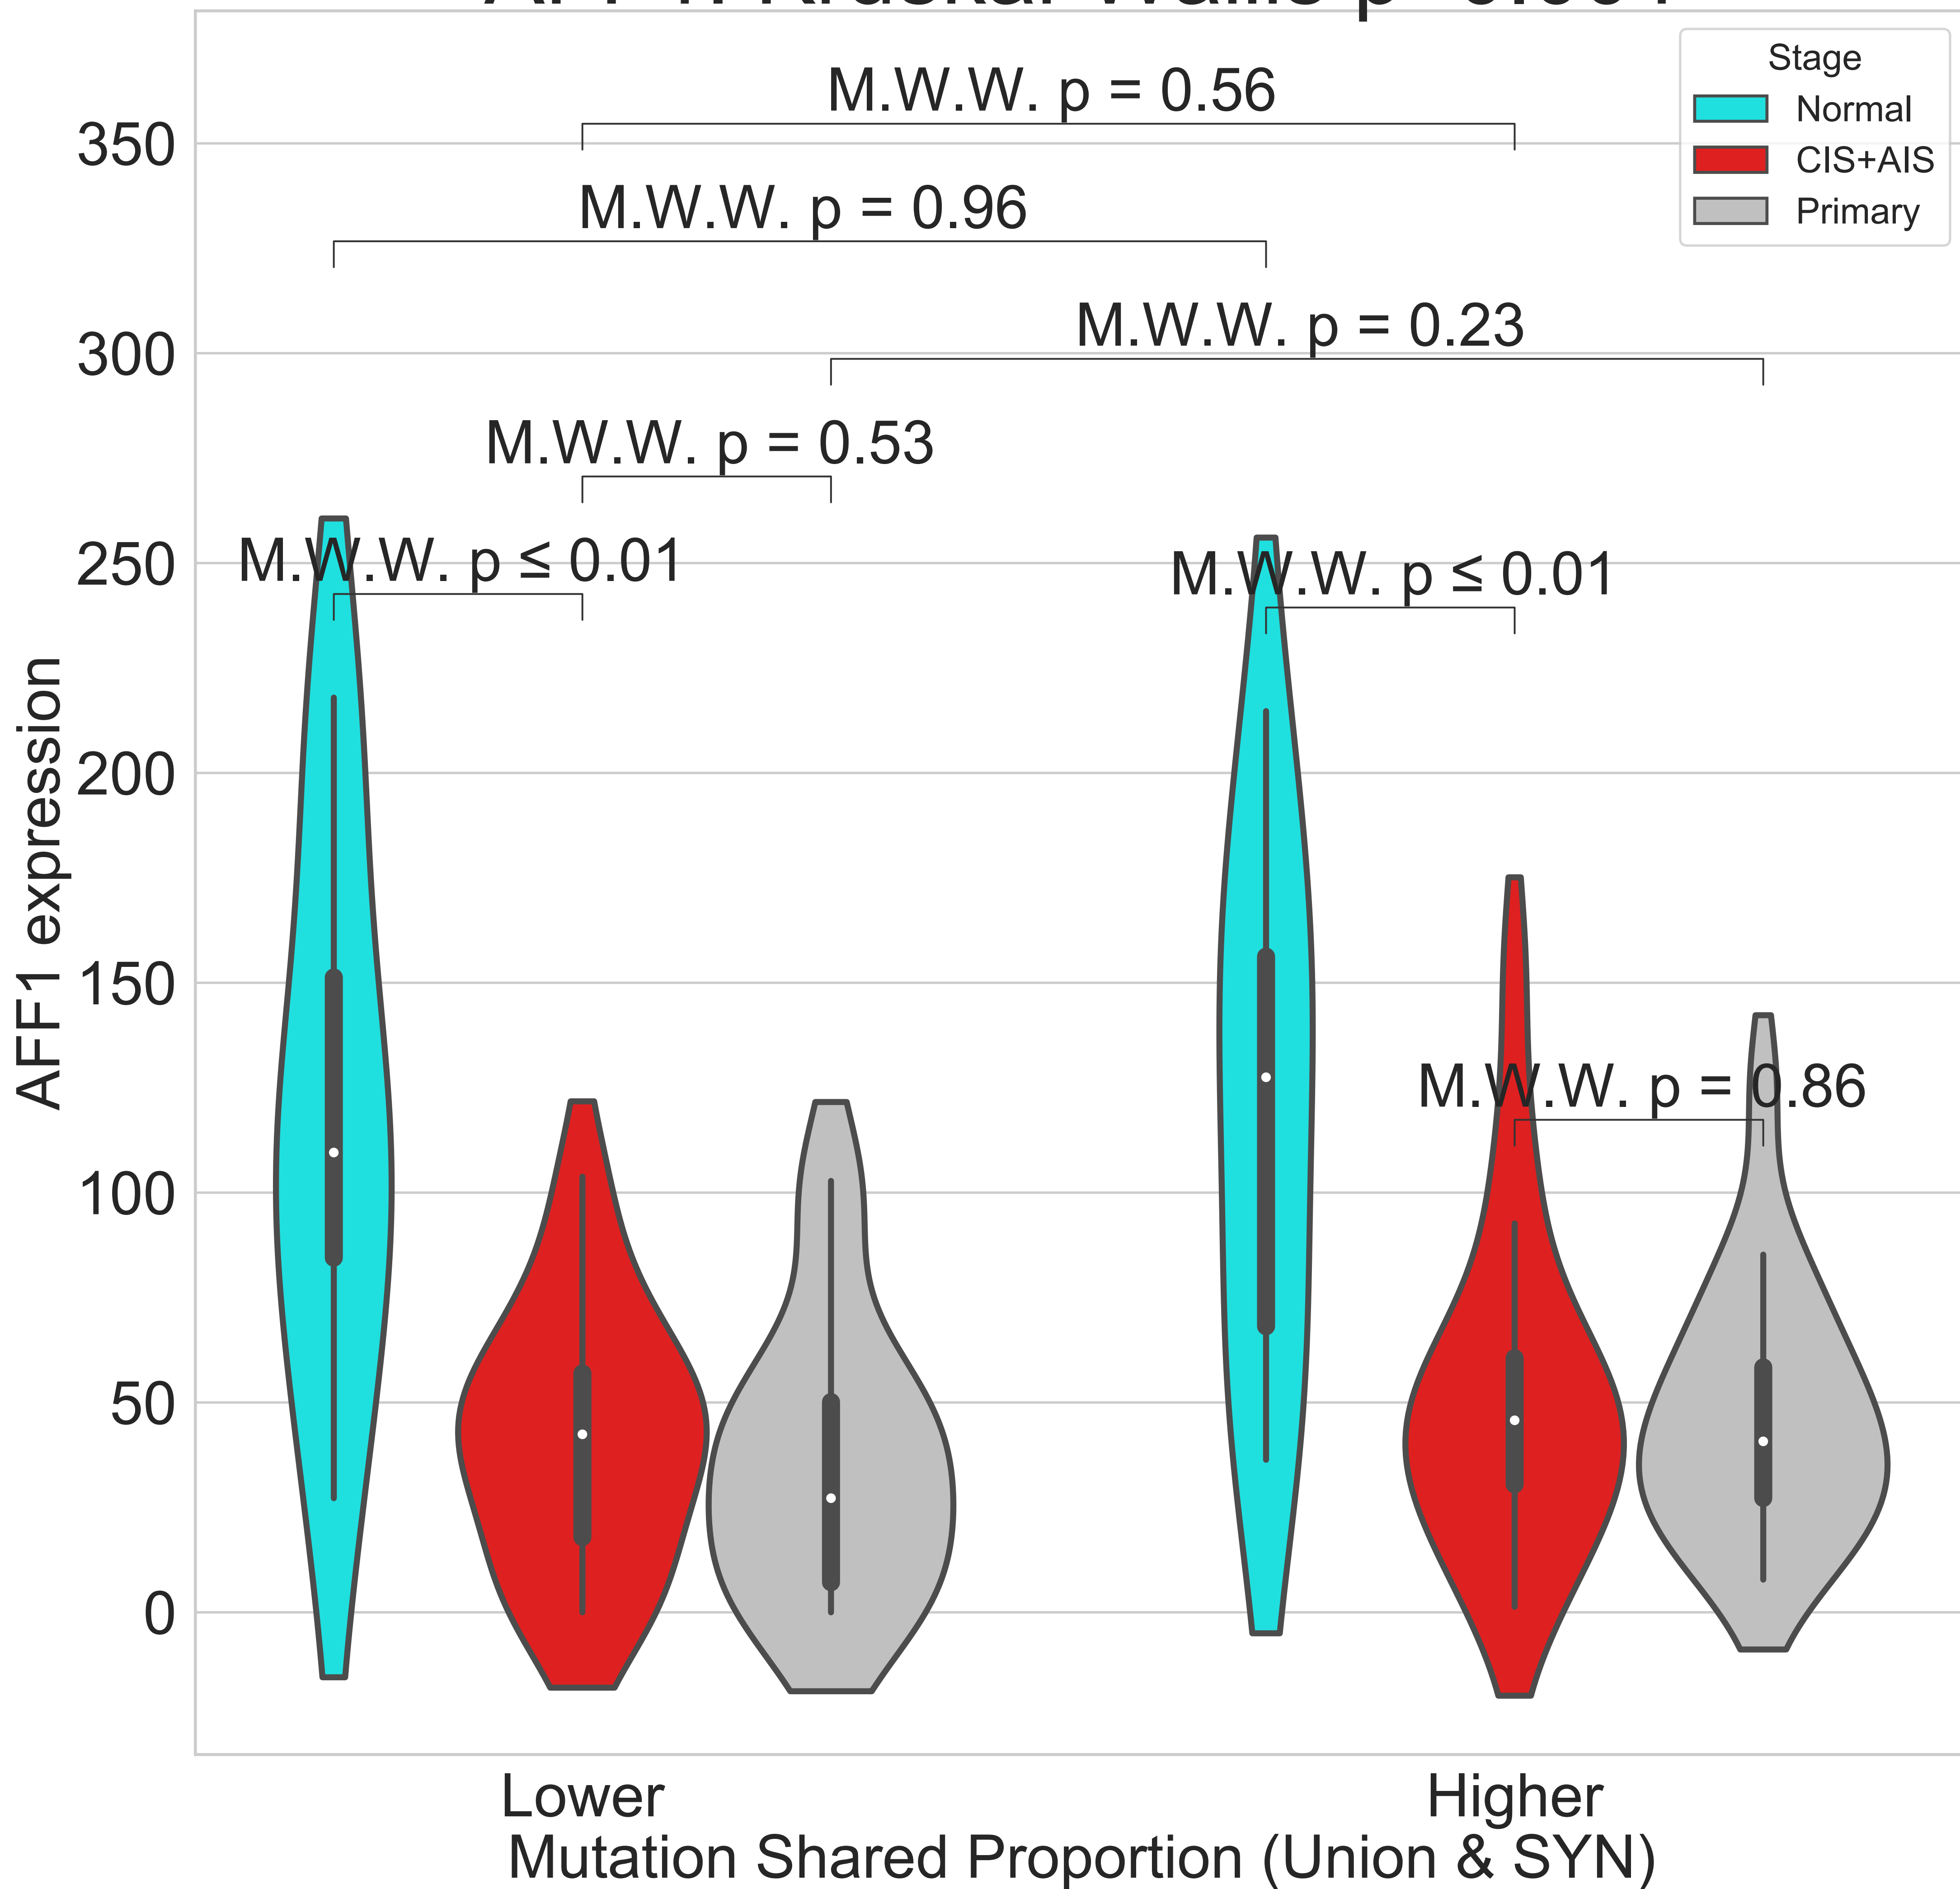 Stage
Normal
CIS+AIS
Primary
M.W.W. p = 0.56
M.W.W. p = 0.96
M.W.W. p = 0.23
M.W.W. p = 0.53
M.W.W. p ≤ 0.01
M.W.W. p ≤ 0.01
M.W.W. p = 0.86
350
300
250
200
150
100
50
0
AFF1 expression
Lower
Higher
Mutation Shared Proportion (Union & SYN)